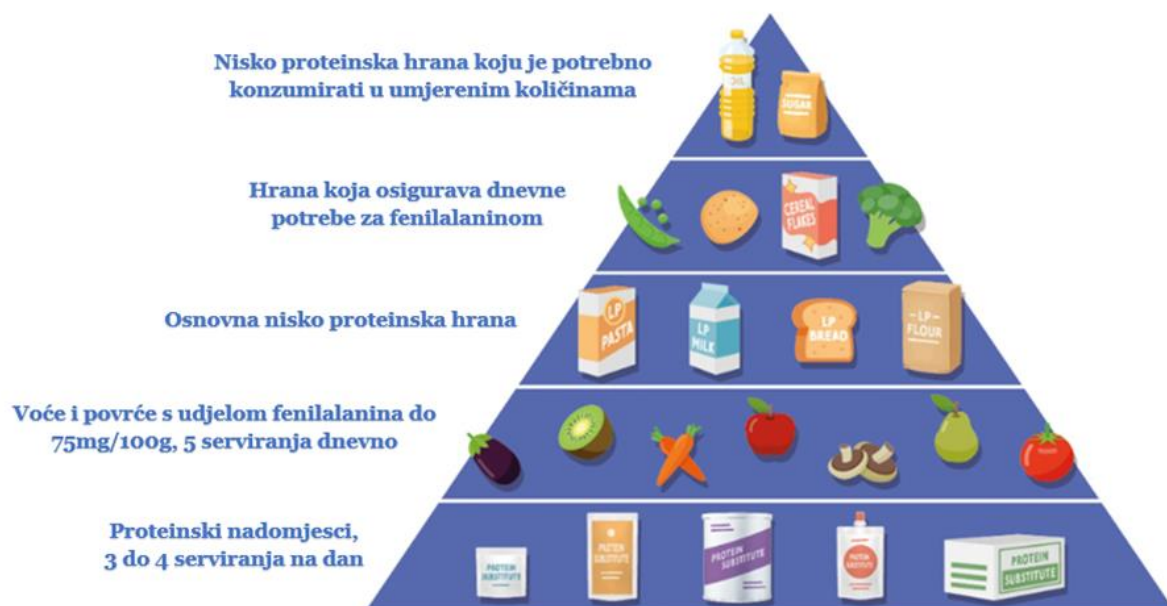 Nisko proteinska hrana koju je potrebno
konzumirati u umjerenim količinama
SUGAR
Hrana koja osigurava dnevne
potrebe za fenilalaninom
CEREAL
FLAKES
Osnovna nisko proteinska hrana
LP
PASTA
LP
MILK
LP
BREAD
LP
FLOUR
Voće i povrće s udjelom fenilalanina do
75mg/100g, 5 serviranja dnevno
Proteinski nadomjesci,
3 do 4 serviranja na dan
PROTEIN
SUBSTITUTE
PROTEIN
SUBSTITUTE
PROTEIN
SUBSTITUTE
PROTEIN
SUBSTITUTE
PROTEIN
SUBSTITUTE